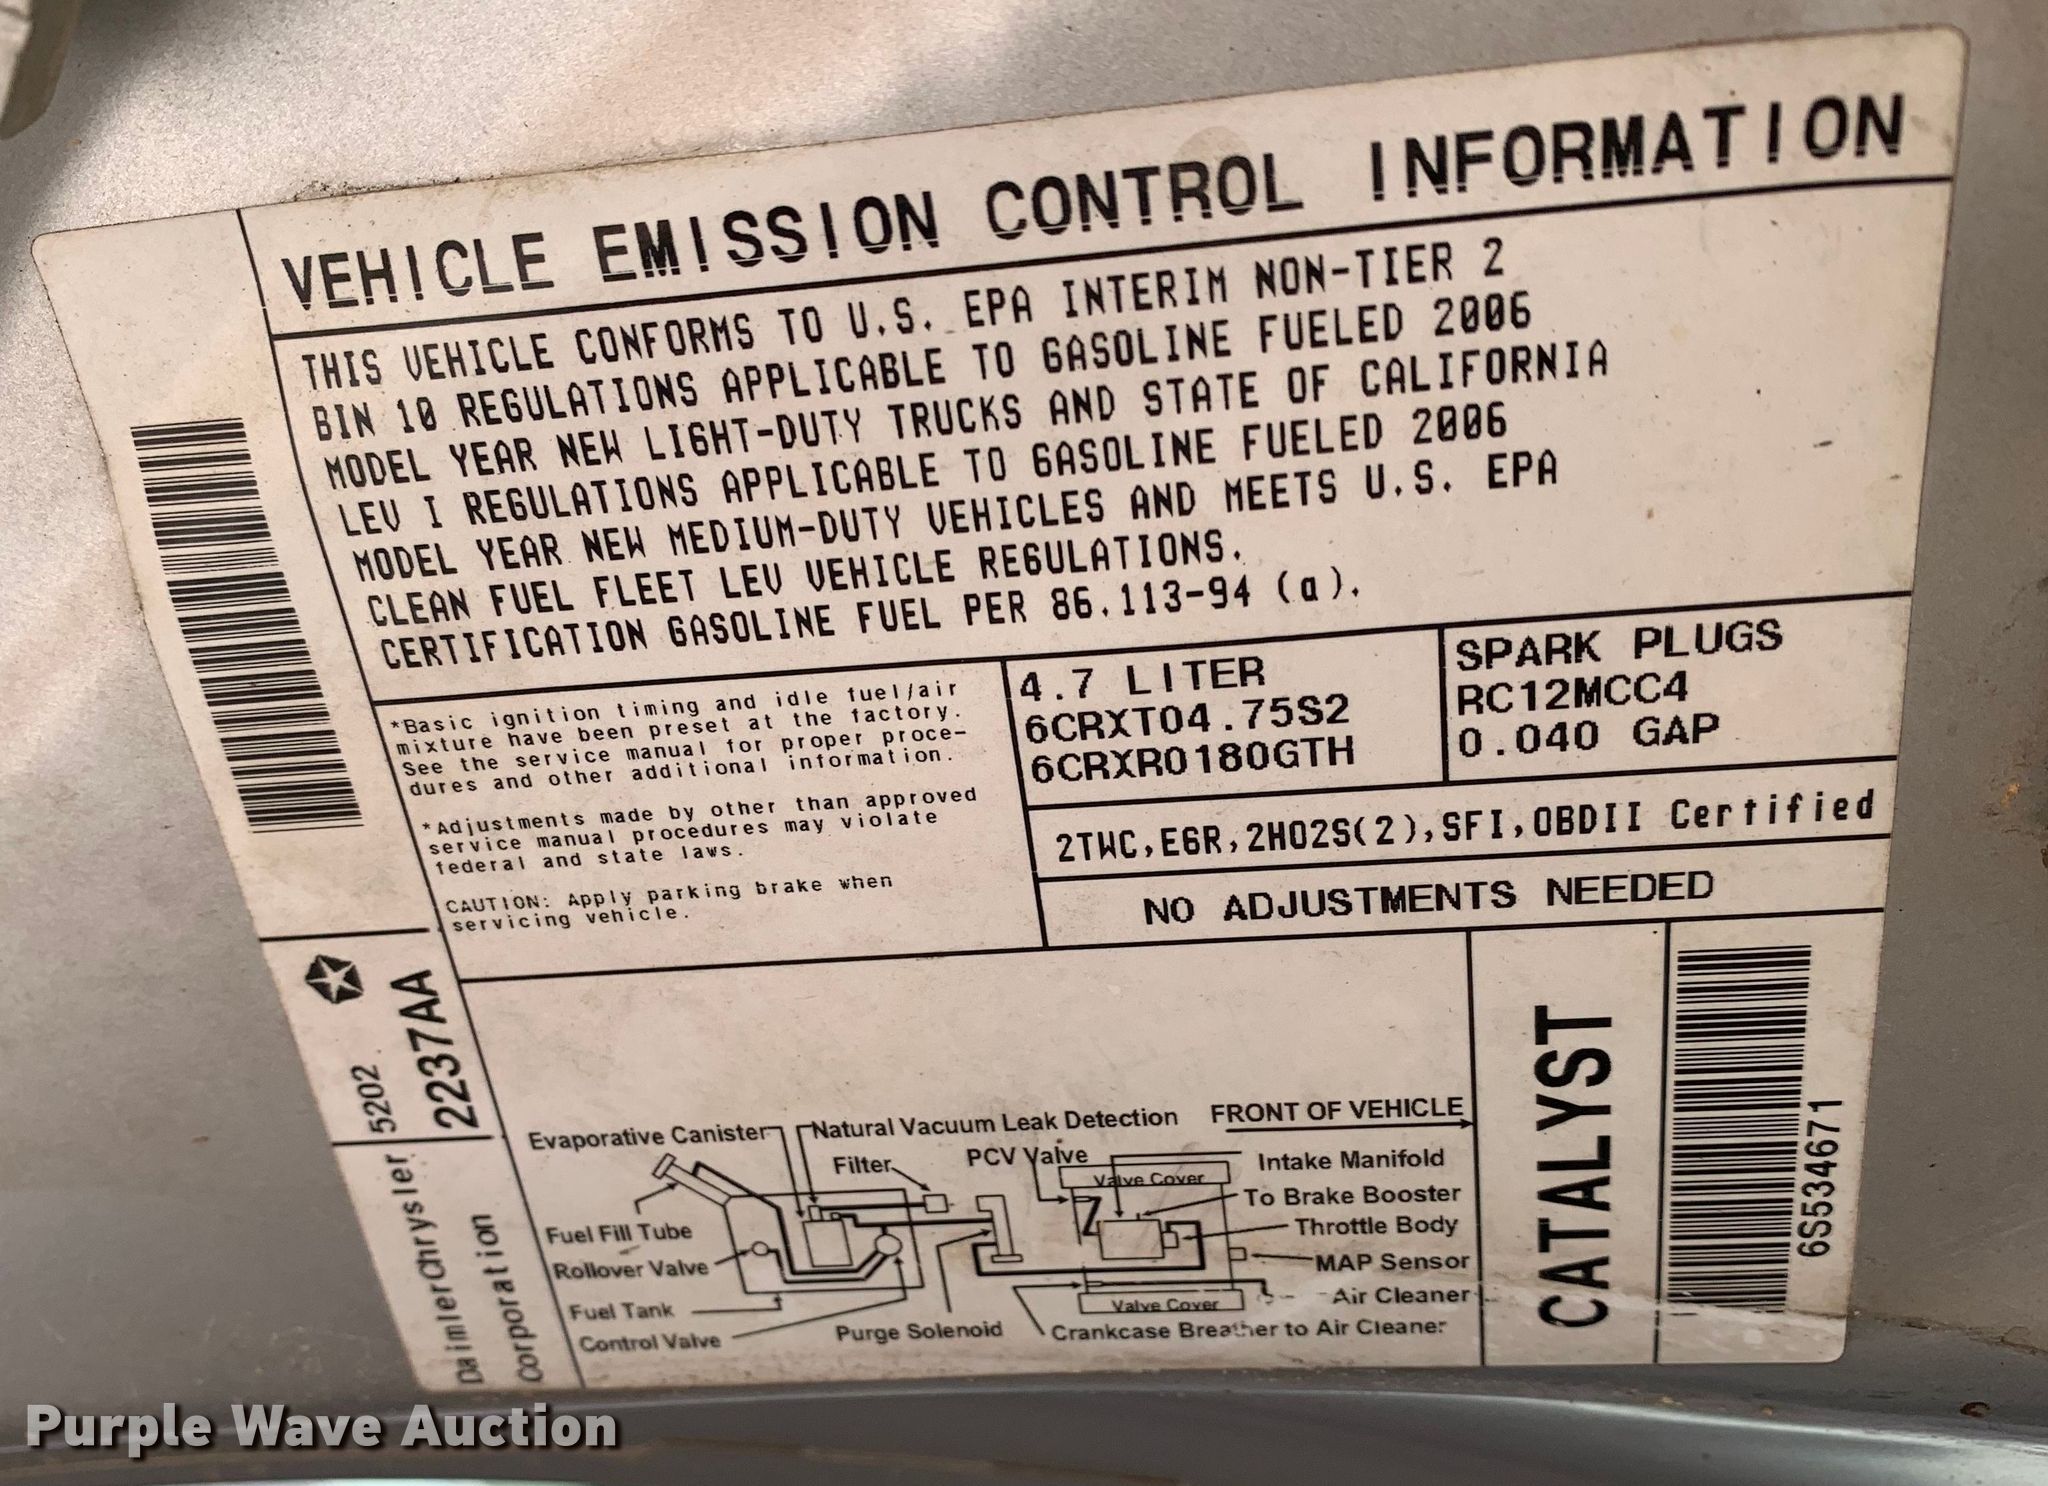 VEHICLE EMISSION CONTROL INFORMATION
THIS VEHICLE CONFORMS TO U.S. EPA INTERIM NON-TIER 2
BIN 10 REGULATIONS APPLICABLE TO GASOLINE FUELED 2006
MODEL YEAR NEW LIGHT-DUTY TRUCKS AND STATE OF CALIFORNIA
LEV I REGULATIONS APPLICABLE TO GASOLINE FUELED 2006
MODEL YEAR NEW MEDIUM-DUTY VEHICLES AND MEETS U.S. EPA
CLEAN FUEL FLEET LEV VEHICLE REGULATIONS.
CERTIFICATION GASOLINE FUEL PER 86.113-94 (a).
*Basic ignition timing and idle fuel/air
mixture have been preset at the factory.
See the service manual for proper proce-
dures and other additional information.
*Adjustments made by other than approved
service manual procedures may violate
federal and state laws.
CAUTION: Apply parking brake when
servicing vehicle.
4.7 LITER
6CRXT04.75S2
6CRXR0180GTH
SPARK PLUGS
RC12MCC4
0.040 GAP
2TWC,EGR,2HO2S(2),SFI,OBDII Certified
NO ADJUSTMENTS NEEDED
5202
2237AA
DaimlerChrysler
Corporation
Evaporative Canister
Natural Vacuum Leak Detection
FRONT OF VEHICLE
Filter
PCV Valve
Valve Cover
Intake Manifold
To Brake Booster
Fuel Fill Tube
Throttle Body
Rollover Valve
MAP Sensor
Fuel Tank
Valve Cover
Air Cleaner
Control Valve
Purge Solenoid
Crankcase Breather to Air Cleaner
CATALYST
6S534671
Purple Wave Auction